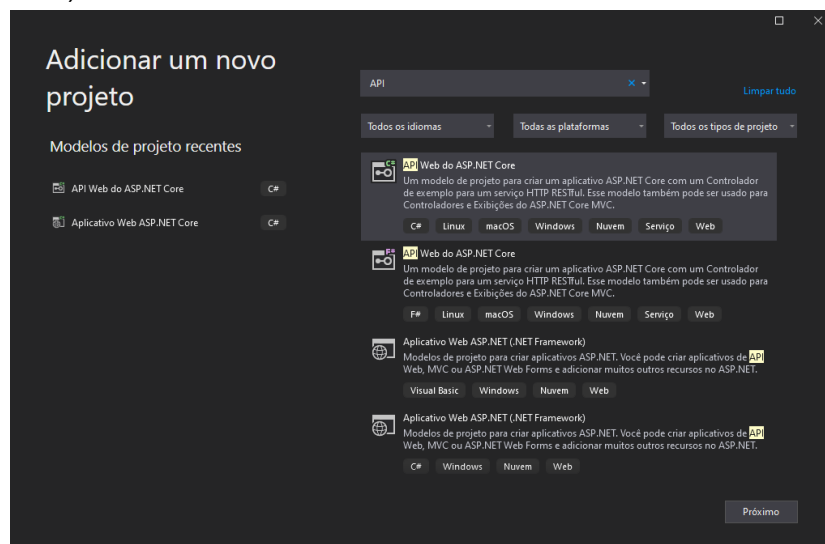 Adicionar um novo
projeto
Modelos de projeto recentes
API Web do ASP.NET Core C#
Aplicativo Web ASP.NET Core C#
API
Limpar tudo
Todos os idiomas Todas as plataformas Todos os tipos de projeto
API Web do ASP.NET Core
Um modelo de projeto para criar um aplicativo ASP.NET Core com um Controlador
de exemplo para um serviço HTTP RESTful. Esse modelo também pode ser usado para
Controladores e Exibições do ASP.NET Core MVC.
C# Linux macOS Windows Nuvem Serviço Web
API Web do ASP.NET Core
Um modelo de projeto para criar um aplicativo ASP.NET Core com um Controlador
de exemplo para um serviço HTTP RESTful. Esse modelo também pode ser usado para
Controladores e Exibições do ASP.NET Core MVC.
F# Linux macOS Windows Nuvem Serviço Web
Aplicativo Web ASP.NET (.NET Framework)
Modelos de projeto para criar aplicativos ASP.NET. Você pode criar aplicativos de API
Web, MVC ou ASP.NET Web Forms e adicionar muitos outros recursos no ASP.NET.
Visual Basic Windows Nuvem Web
Aplicativo Web ASP.NET (.NET Framework)
Modelos de projeto para criar aplicativos ASP.NET. Você pode criar aplicativos de API
Web, MVC ou ASP.NET Web Forms e adicionar muitos outros recursos no ASP.NET.
C# Windows Nuvem Web
Próximo